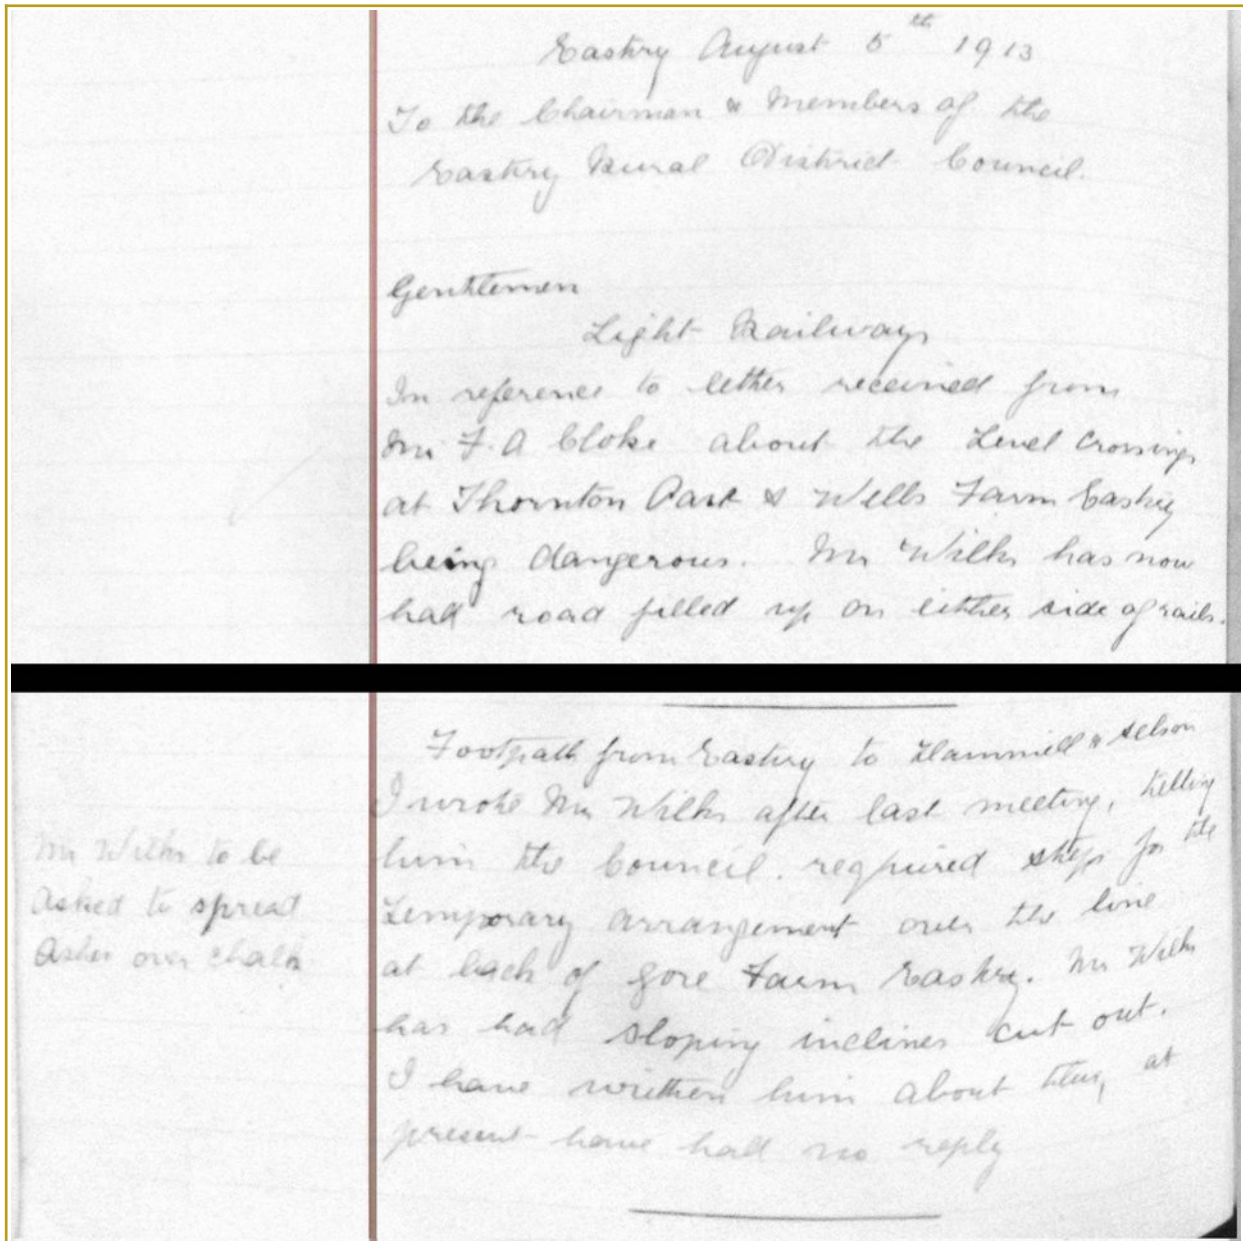 Eastry August 5th 1913
To the Chairman & Members of the
Eastry Rural District Council.
Gentlemen
Light Railways
In reference to letter received from
Mr F. A Cloke about the Level Crossings
at Thornton Park & Wells Farm Eastry
being dangerous. Mr Wilks has now
had road filled up on either side of rails.
Footpath from Eastry to Hammill & Selson
I wrote Mr Wilks after last meeting, telling
him the Council. required steps for the
temporary arrangement over the line
at back of Gore Farm Eastry. Mr Wilks
has had sloping inclines cut out.
I have written him about this, at
present have had no reply
Mr Wilks to be
asked to spread
ashes over chalk